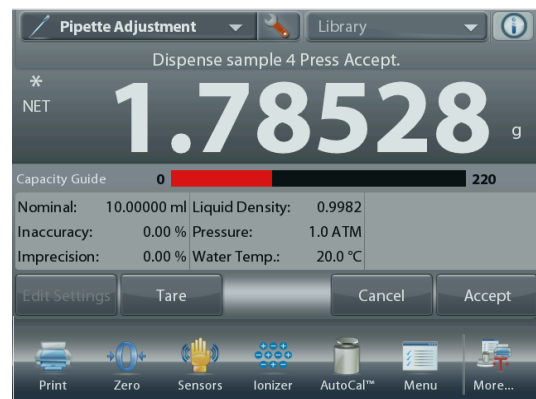 Pipette Adjustment Library
Dispense sample 4 Press Accept.
*
NET 1.78528 g
Capacity Guide 0 220
Nominal: 10.00000 ml Liquid Density: 0.9982
Inaccuracy: 0.00 % Pressure: 1.0 ATM
Imprecision: 0.00 % Water Temp.: 20.0 °C
Edit Settings Tare Cancel Accept
Print Zero Sensors Ionizer AutoCal™ Menu More...